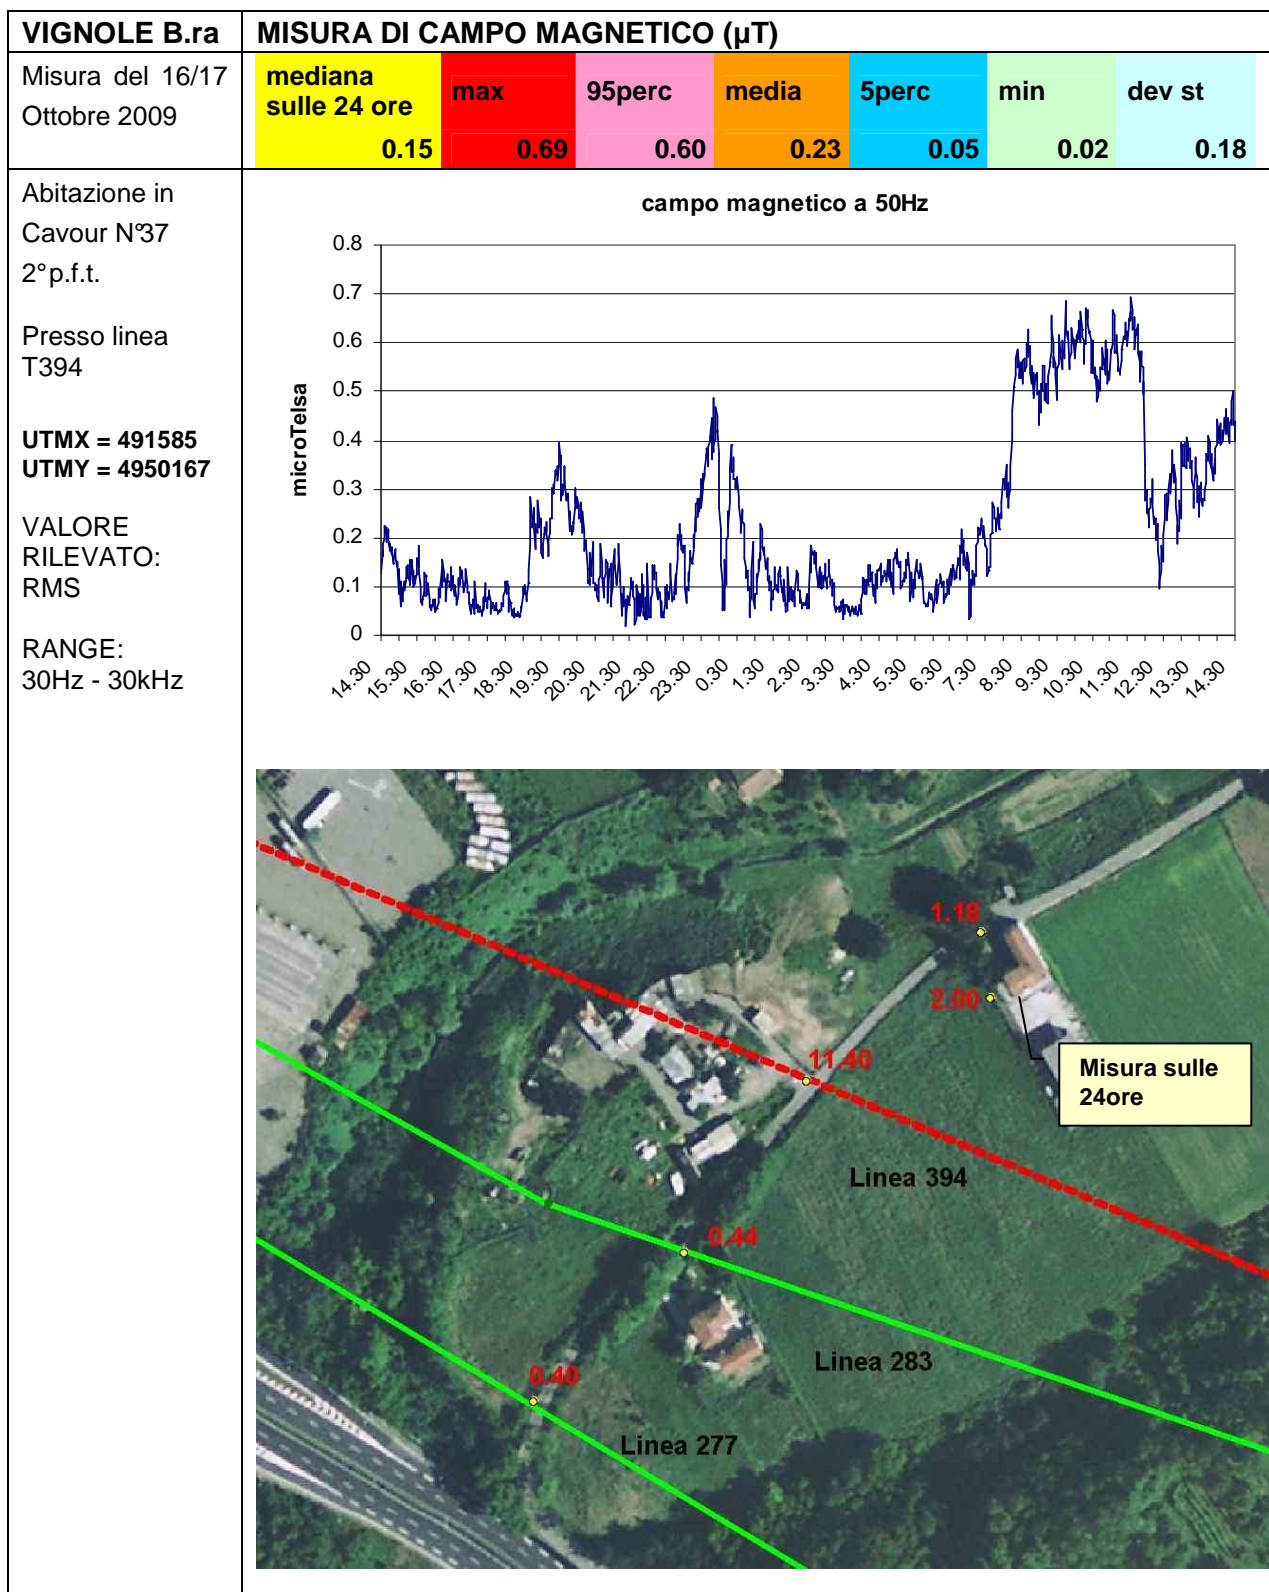 VIGNOLE B.ra
MISURA DI CAMPO MAGNETICO (µT)
Misura del 16/17
Ottobre 2009
mediana
sulle 24 ore
max
95perc
media
5perc
min
dev st
0.15
0.69
0.60
0.23
0.05
0.02
0.18
Abitazione in
Cavour N°37
2° p.f.t.
Presso linea
T394
UTMX = 491585
UTMY = 4950167
VALORE
RILEVATO:
RMS
RANGE:
30Hz - 30kHz
campo magnetico a 50Hz
microTelsa
0.8
0.7
0.6
0.5
0.4
0.3
0.2
0.1
0
14.30
15.30
16.30
17.30
18.30
19.30
20.30
21.30
22.30
23.30
0.30
1.30
2.30
3.30
4.30
5.30
6.30
7.30
8.30
9.30
10.30
11.30
12.30
13.30
14.30
1.18
2.00
11.40
Misura sulle
24ore
Linea 394
0.44
Linea 283
0.40
Linea 277